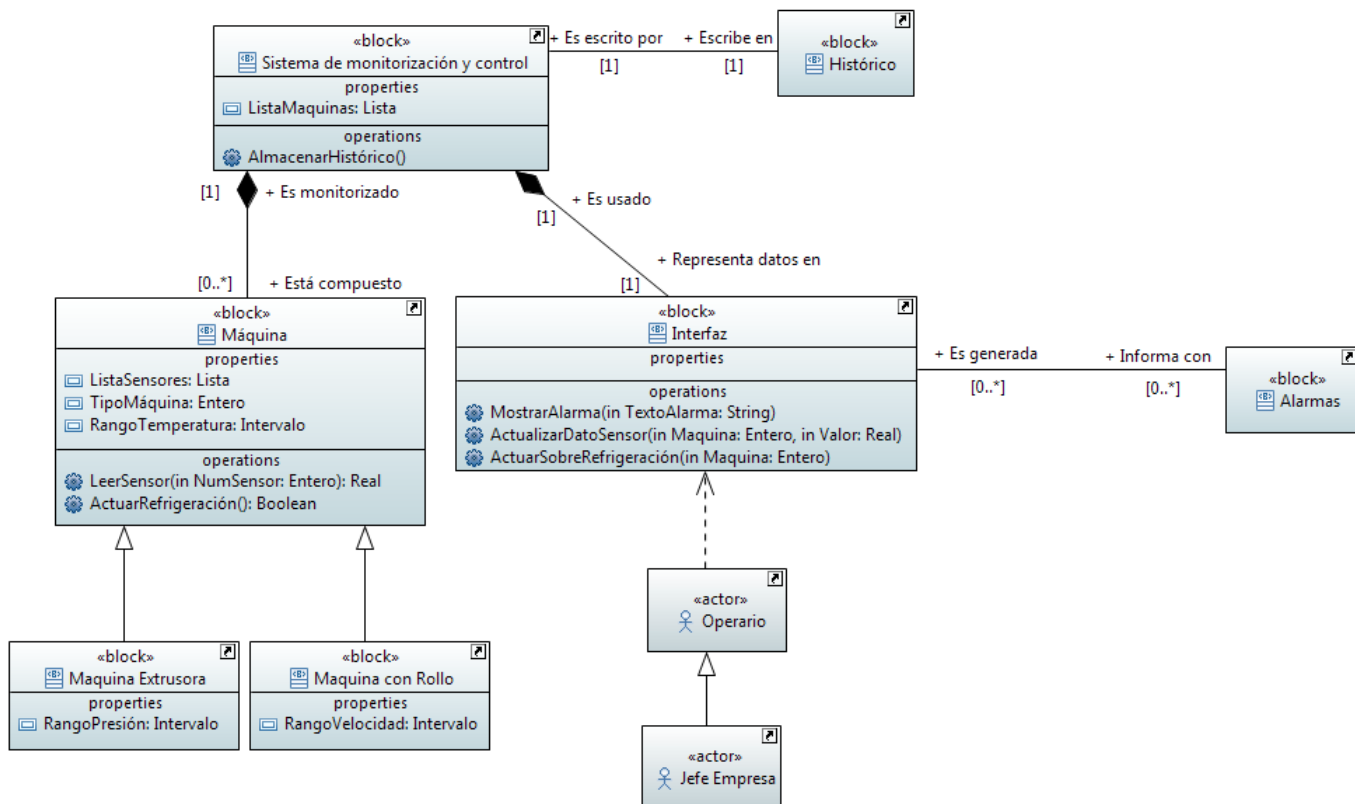 «block»
Sistema de monitorización y control
properties
ListaMaquinas: Lista
operations
AlmacenarHistórico()
+ Es escrito por
+ Escribe en
[1]
[1]
«block»
Histórico
[1]
+ Es monitorizado
+ Es usado
[1]
+ Representa datos en
[0..*]
+ Está compuesto
[1]
«block»
Máquina
properties
ListaSensores: Lista
TipoMáquina: Entero
RangoTemperatura: Intervalo
operations
LeerSensor(in NumSensor: Entero): Real
ActuarRefrigeración(): Boolean
«block»
Interfaz
properties
operations
MostrarAlarma(in TextoAlarma: String)
ActualizarDatoSensor(in Maquina: Entero, in Valor: Real)
ActuarSobreRefrigeración(in Maquina: Entero)
+ Es generada
+ Informa con
[0..*]
[0..*]
«block»
Alarmas
«actor»
Operario
«block»
Maquina Extrusora
properties
RangoPresión: Intervalo
«block»
Maquina con Rollo
properties
RangoVelocidad: Intervalo
«actor»
Jefe Empresa